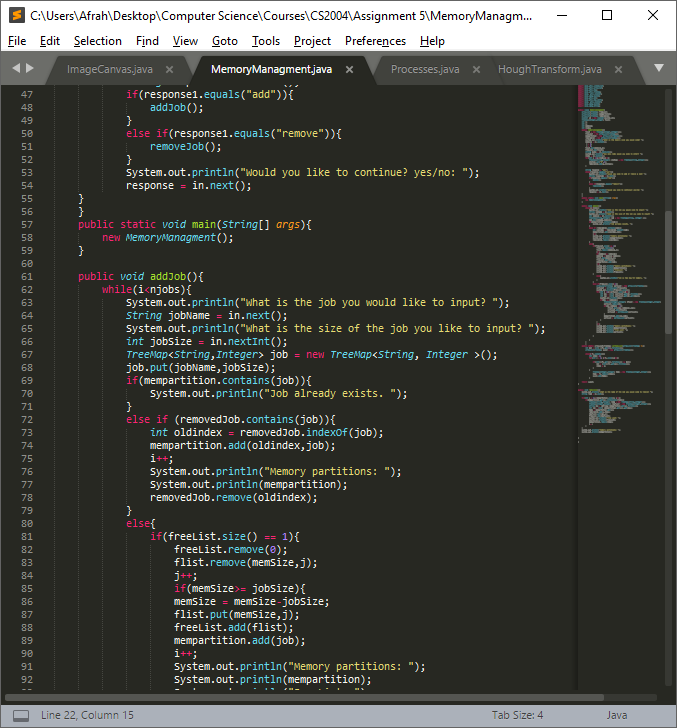 C:\Users\Afrah\Desktop\Computer Science\Courses\CS2004\Assignment 5\MemoryManagm...
File Edit Selection Find View Goto Tools Project Preferences Help
ImageCanvas.java MemoryManagment.java Processes.java HoughTransform.java
47 if(response1.equals("add")){
48 addJob();
49 }
50 else if(response1.equals("remove")){
51 removeJob();
52 }
53 System.out.println("Would you like to continue? yes/no: ");
54 response = in.next();
55 }
56 }
57 public static void main(String[] args){
58 new MemoryManagment();
59 }
60
61 public void addJob(){
62 while(i<njobs){
63 System.out.println("What is the job you would like to input? ");
64 String jobName = in.next();
65 System.out.println("What is the size of the job you like to input? ");
66 int jobSize = in.nextInt();
67 TreeMap<String,Integer> job = new TreeMap<String, Integer >();
68 job.put(jobName,jobSize);
69 if(mempartition.contains(job)){
70 System.out.println("Job already exists. ");
71 }
72 else if (removedJob.contains(job)){
73 int oldindex = removedJob.indexOf(job);
74 mempartition.add(oldindex,job);
75 i++;
76 System.out.println("Memory partitions: ");
77 System.out.println(mempartition);
78 removedJob.remove(oldindex);
79 }
80 else{
81 if(freeList.size() == 1){
82 freeList.remove(0);
83 flist.remove(memSize,j);
84 j++;
85 if(memSize>= jobSize){
86 memSize = memSize-jobSize;
87 flist.put(memSize,j);
88 freeList.add(flist);
89 mempartition.add(job);
90 i++;
91 System.out.println("Memory partitions: ");
92 System.out.println(mempartition);
Line 22, Column 15 Tab Size: 4 Java